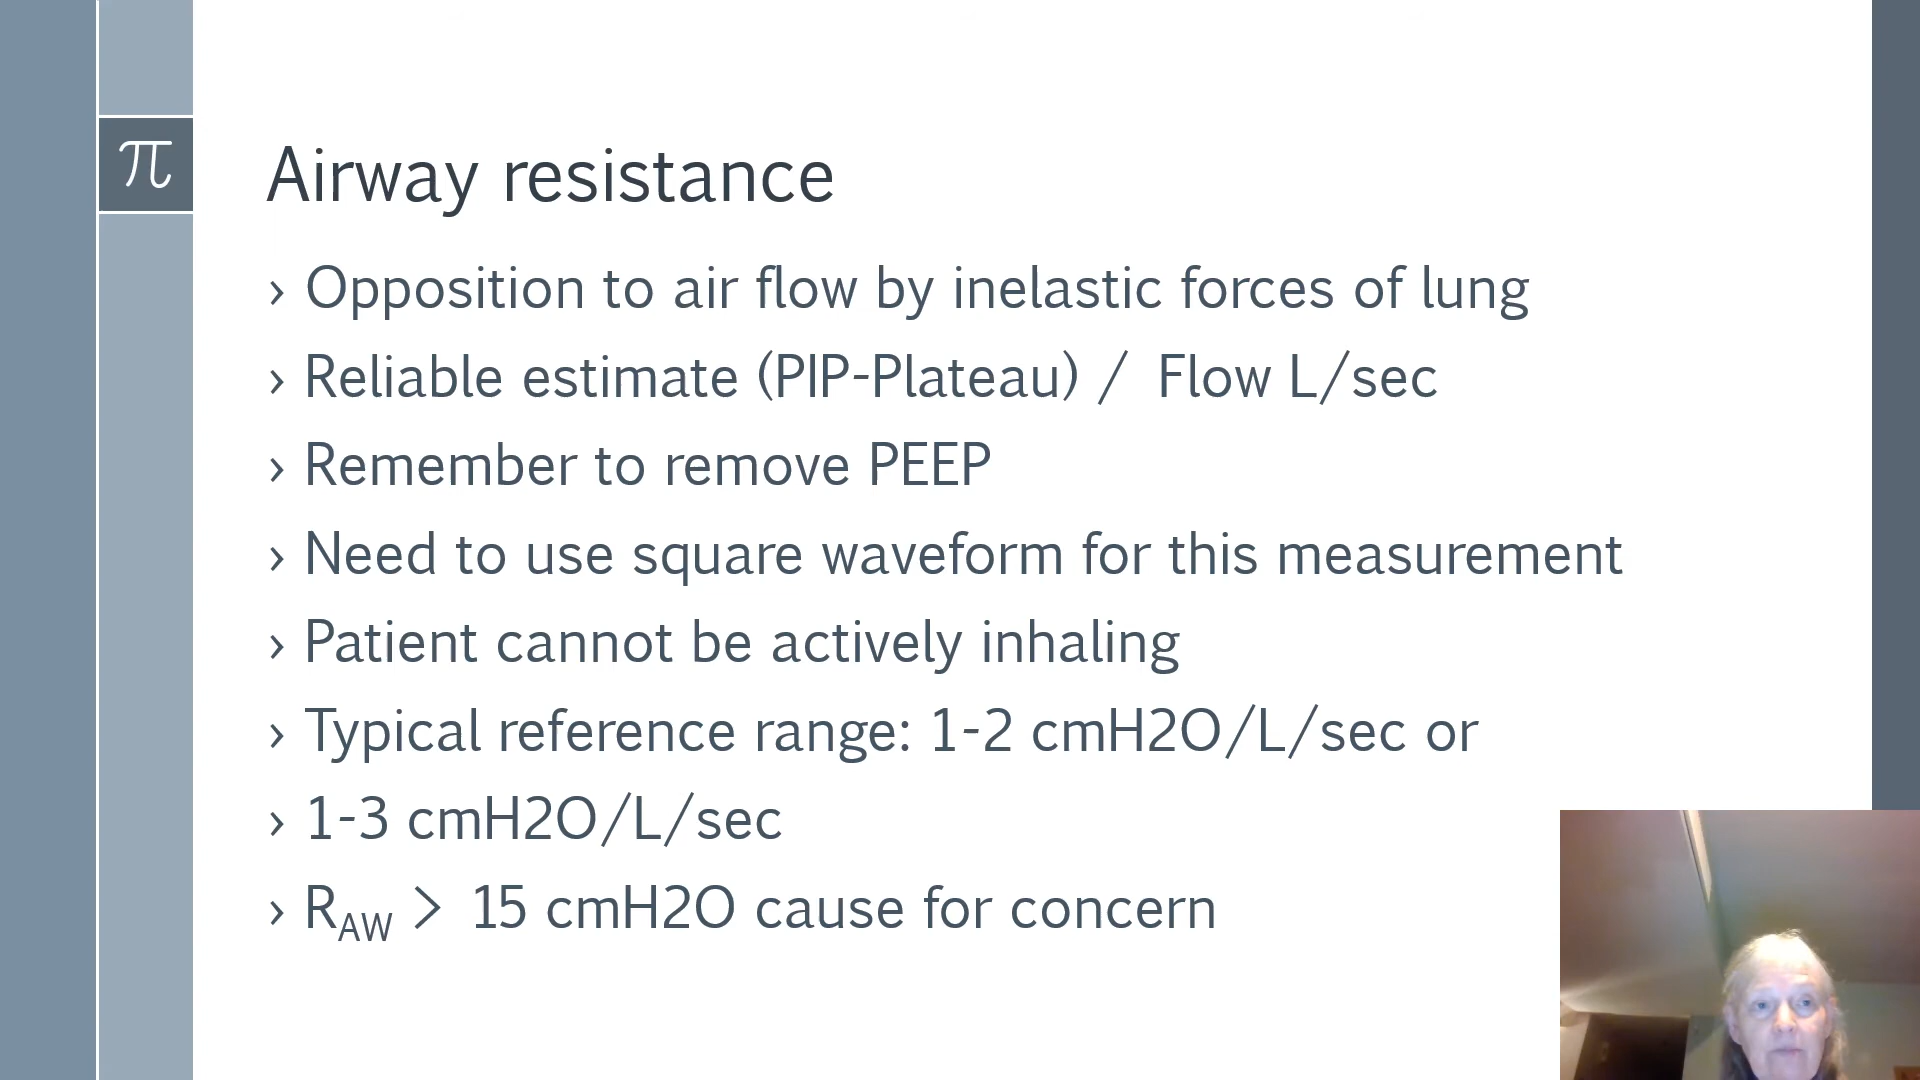 π
Airway resistance
› Opposition to air flow by inelastic forces of lung
› Reliable estimate (PIP-Plateau) / Flow L/sec
› Remember to remove PEEP
› Need to use square waveform for this measurement
› Patient cannot be actively inhaling
› Typical reference range: 1-2 cmH2O/L/sec or
› 1-3 cmH2O/L/sec
› RAW > 15 cmH2O cause for concern